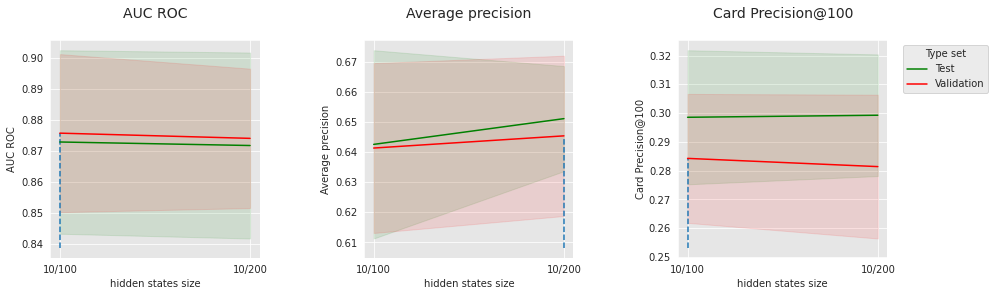 AUC ROC
AUC ROC
0.90
0.89
0.88
0.87
0.86
0.85
0.84
10/100
10/200
hidden states size
Average precision
Average precision
0.67
0.66
0.65
0.64
0.63
0.62
0.61
10/100
10/200
hidden states size
Card Precision@100
Card Precision@100
0.32
0.31
0.30
0.29
0.28
0.27
0.26
0.25
10/100
10/200
hidden states size
Type set
Test
Validation